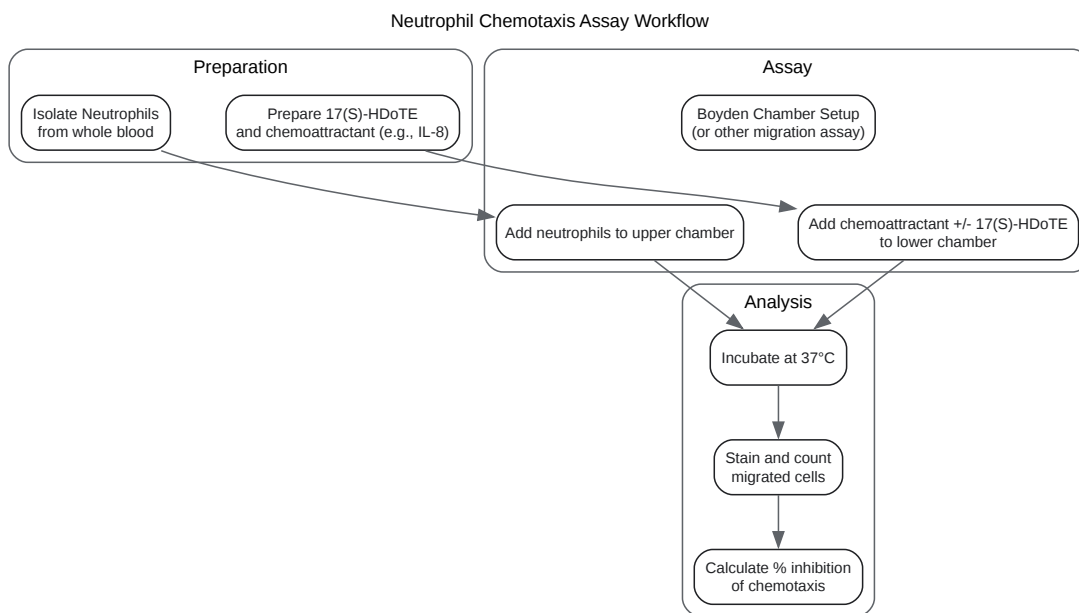 Neutrophil Chemotaxis Assay Workflow
Preparation
Isolate Neutrophils
from whole blood
Prepare 17(S)-HDoTE
and chemoattractant (e.g., IL-8)
Assay
Boyden Chamber Setup
(or other migration assay)
Add neutrophils to upper chamber
Add chemoattractant +/- 17(S)-HDoTE
to lower chamber
Analysis
Incubate at 37°C
Stain and count
migrated cells
Calculate % inhibition
of chemotaxis